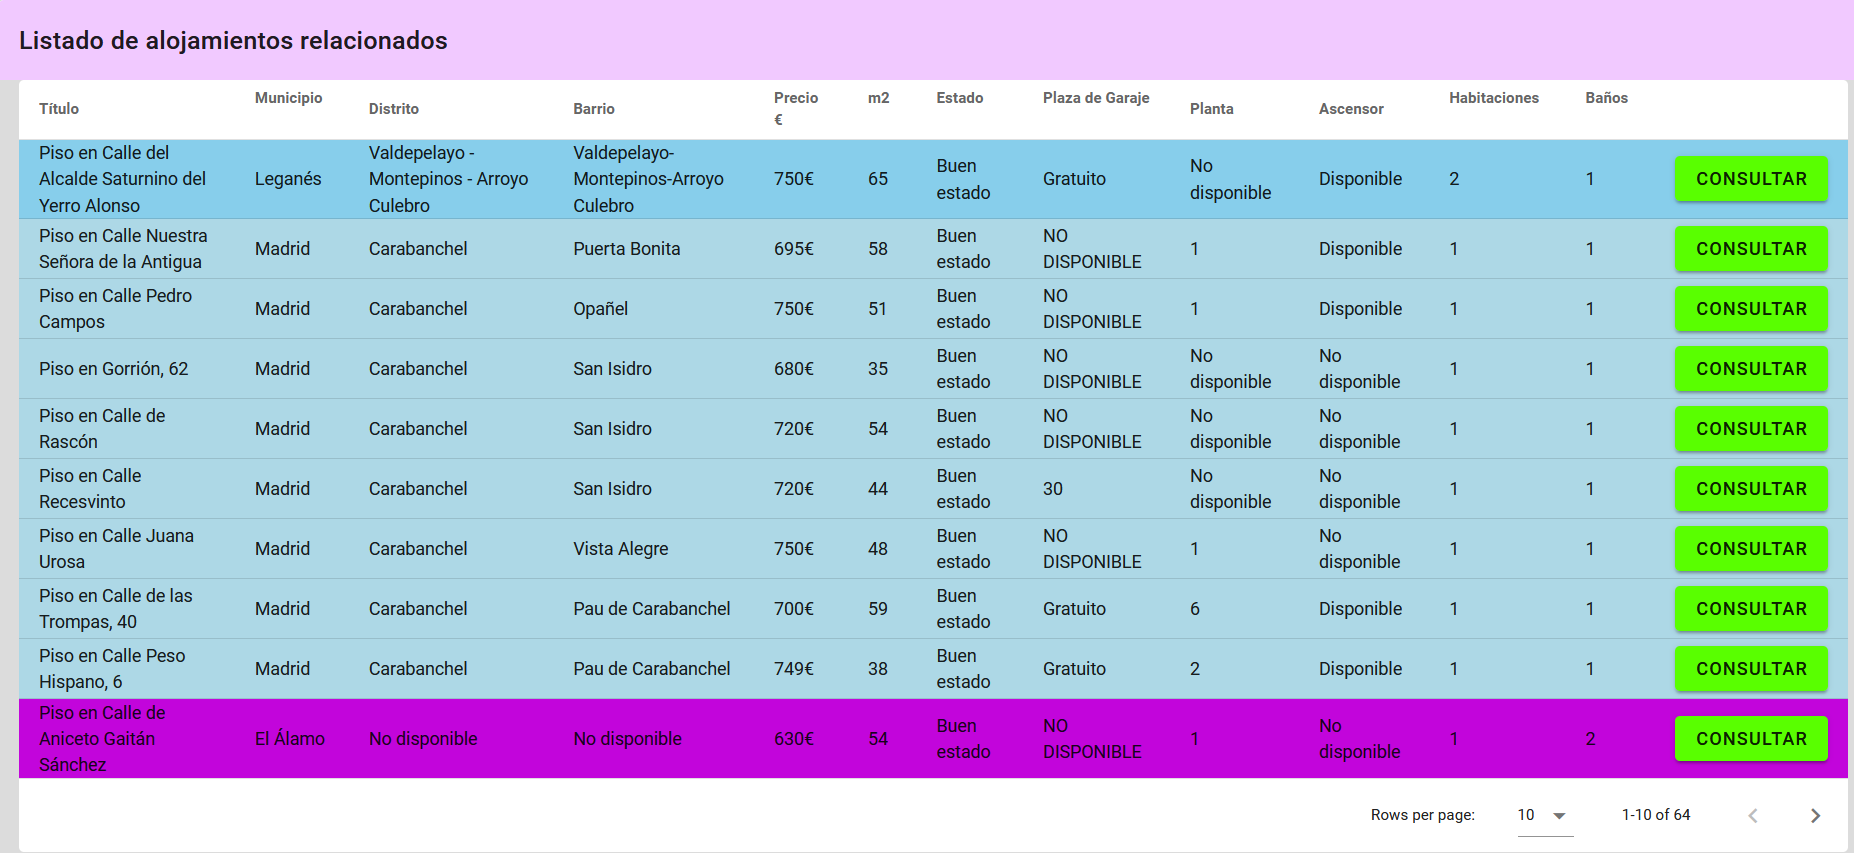 Listado de alojamientos relacionados
Título Municipio Distrito Barrio Precio € m2 Estado Plaza de Garaje Planta Ascensor Habitaciones Baños
Piso en Calle del Alcalde Saturnino del Yerro Alonso Leganés Valdepelayo - Montepinos - Arroyo Culebro Valdepelayo-Montepinos-Arroyo Culebro 750€ 65 Buen estado Gratuito No disponible Disponible 2 1 CONSULTAR
Piso en Calle Nuestra Señora de la Antigua Madrid Carabanchel Puerta Bonita 695€ 58 Buen estado NO DISPONIBLE 1 Disponible 1 1 CONSULTAR
Piso en Calle Pedro Campos Madrid Carabanchel Opañel 750€ 51 Buen estado NO DISPONIBLE 1 Disponible 1 1 CONSULTAR
Piso en Gorrión, 62 Madrid Carabanchel San Isidro 680€ 35 Buen estado NO DISPONIBLE No disponible No disponible 1 1 CONSULTAR
Piso en Calle de Rascón Madrid Carabanchel San Isidro 720€ 54 Buen estado NO DISPONIBLE No disponible No disponible 1 1 CONSULTAR
Piso en Calle Recesvinto Madrid Carabanchel San Isidro 720€ 44 Buen estado 30 No disponible No disponible 1 1 CONSULTAR
Piso en Calle Juana Urosa Madrid Carabanchel Vista Alegre 750€ 48 Buen estado NO DISPONIBLE 1 No disponible 1 1 CONSULTAR
Piso en Calle de las Trompas, 40 Madrid Carabanchel Pau de Carabanchel 700€ 59 Buen estado Gratuito 6 Disponible 1 1 CONSULTAR
Piso en Calle Peso Hispano, 6 Madrid Carabanchel Pau de Carabanchel 749€ 38 Buen estado Gratuito 2 Disponible 1 1 CONSULTAR
Piso en Calle de Aniceto Gaitán Sánchez El Álamo No disponible No disponible 630€ 54 Buen estado NO DISPONIBLE 1 No disponible 1 2 CONSULTAR
Rows per page: 10 1-10 of 64